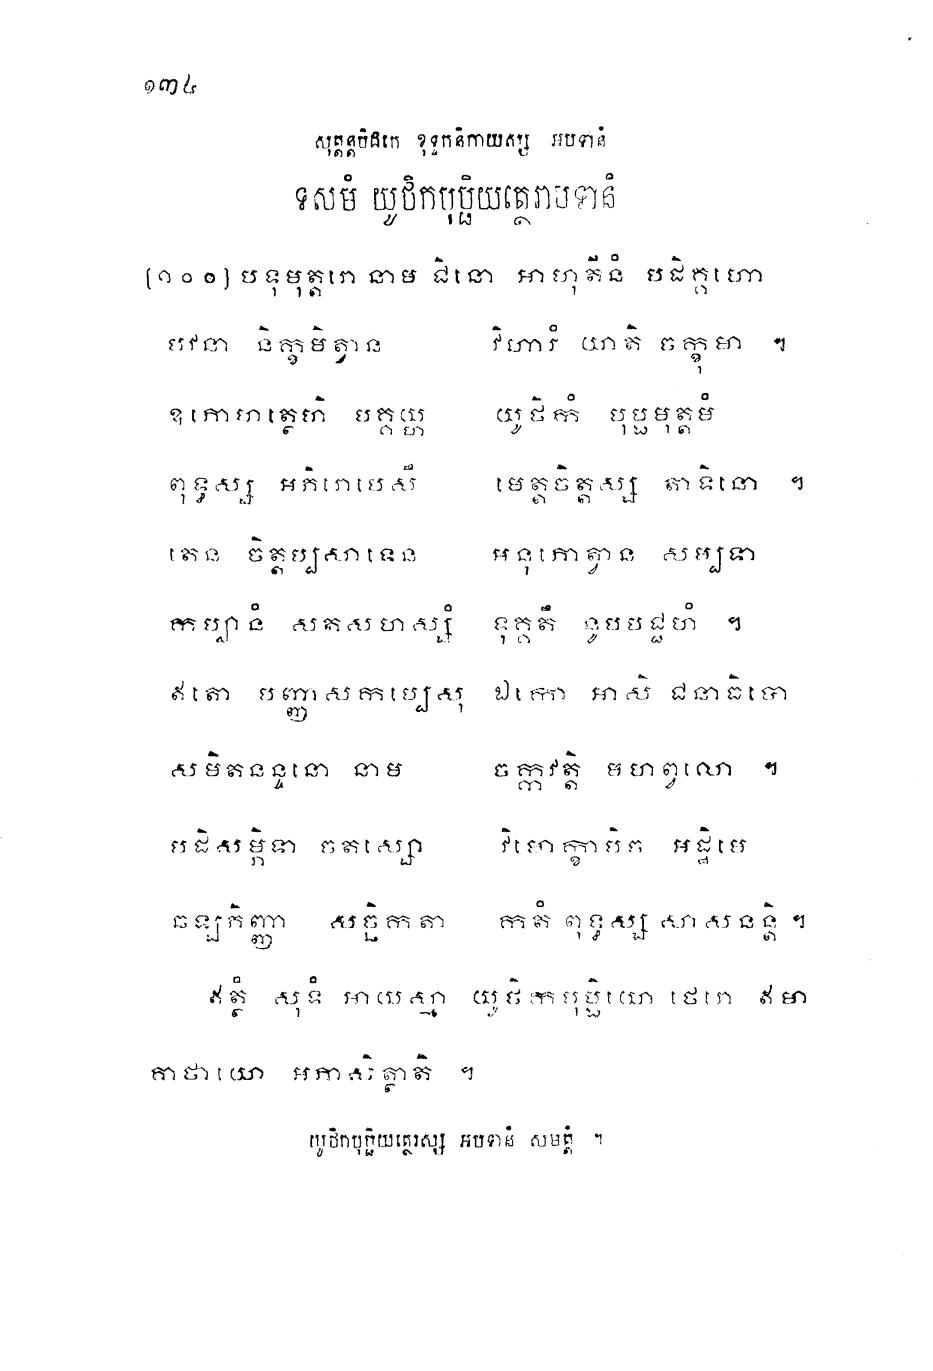 ១៣៤
សុត្តន្តបិដកេ ខុទ្ទកនិកាយស្ស អបទានំ
ទសមំ យូថិកបុប្ផិយត្ថេរាបទានំ
[១០០] បទុមុត្តរោ នាម ជិនោ អាហុតីនំ បដិគ្គហោ
បវនា និក្ខមិត្វាន វិហារំ យាតិ ចក្ខុមា ។
ឧភោហត្ថេហិ បគ្គយ្ហ យូថិកំ បុប្ផមុត្តមំ
ពុទ្ធស្ស អភិរោបេសឹ មេត្តចិត្តស្ស តាទិនោ ។
តេន ចិត្តប្បសាទេន អនុភោត្វាន សម្បទា
កប្បានំ សតសហស្សំ ទុគ្គតឹ នូបបជ្ជហំ ។
ឥតោ បញ្ញាសកប្បេសុ ឯកោ អាសិ ជនាធិបោ
សមិតនន្ទនោ នាម ចក្កវត្តិ មហព្វលោ ។
បដិសម្ភិទា ចតស្សោ វិមោក្ខាបិច អដ្ឋិមេ
ឆឡភិញ្ញា សច្ឆិកតា កតំ ពុទ្ធស្ស សាសនន្តិ ។
ឥត្ថំ សុទំ អាយស្មា យូថិកបុប្ផិយោ ថេរោ ឥមា
គាថាយោ អភាសិត្ថាតិ ។
យូថិកបុប្ផិយត្ថេរស្ស អបទានំ សមត្តំ ។